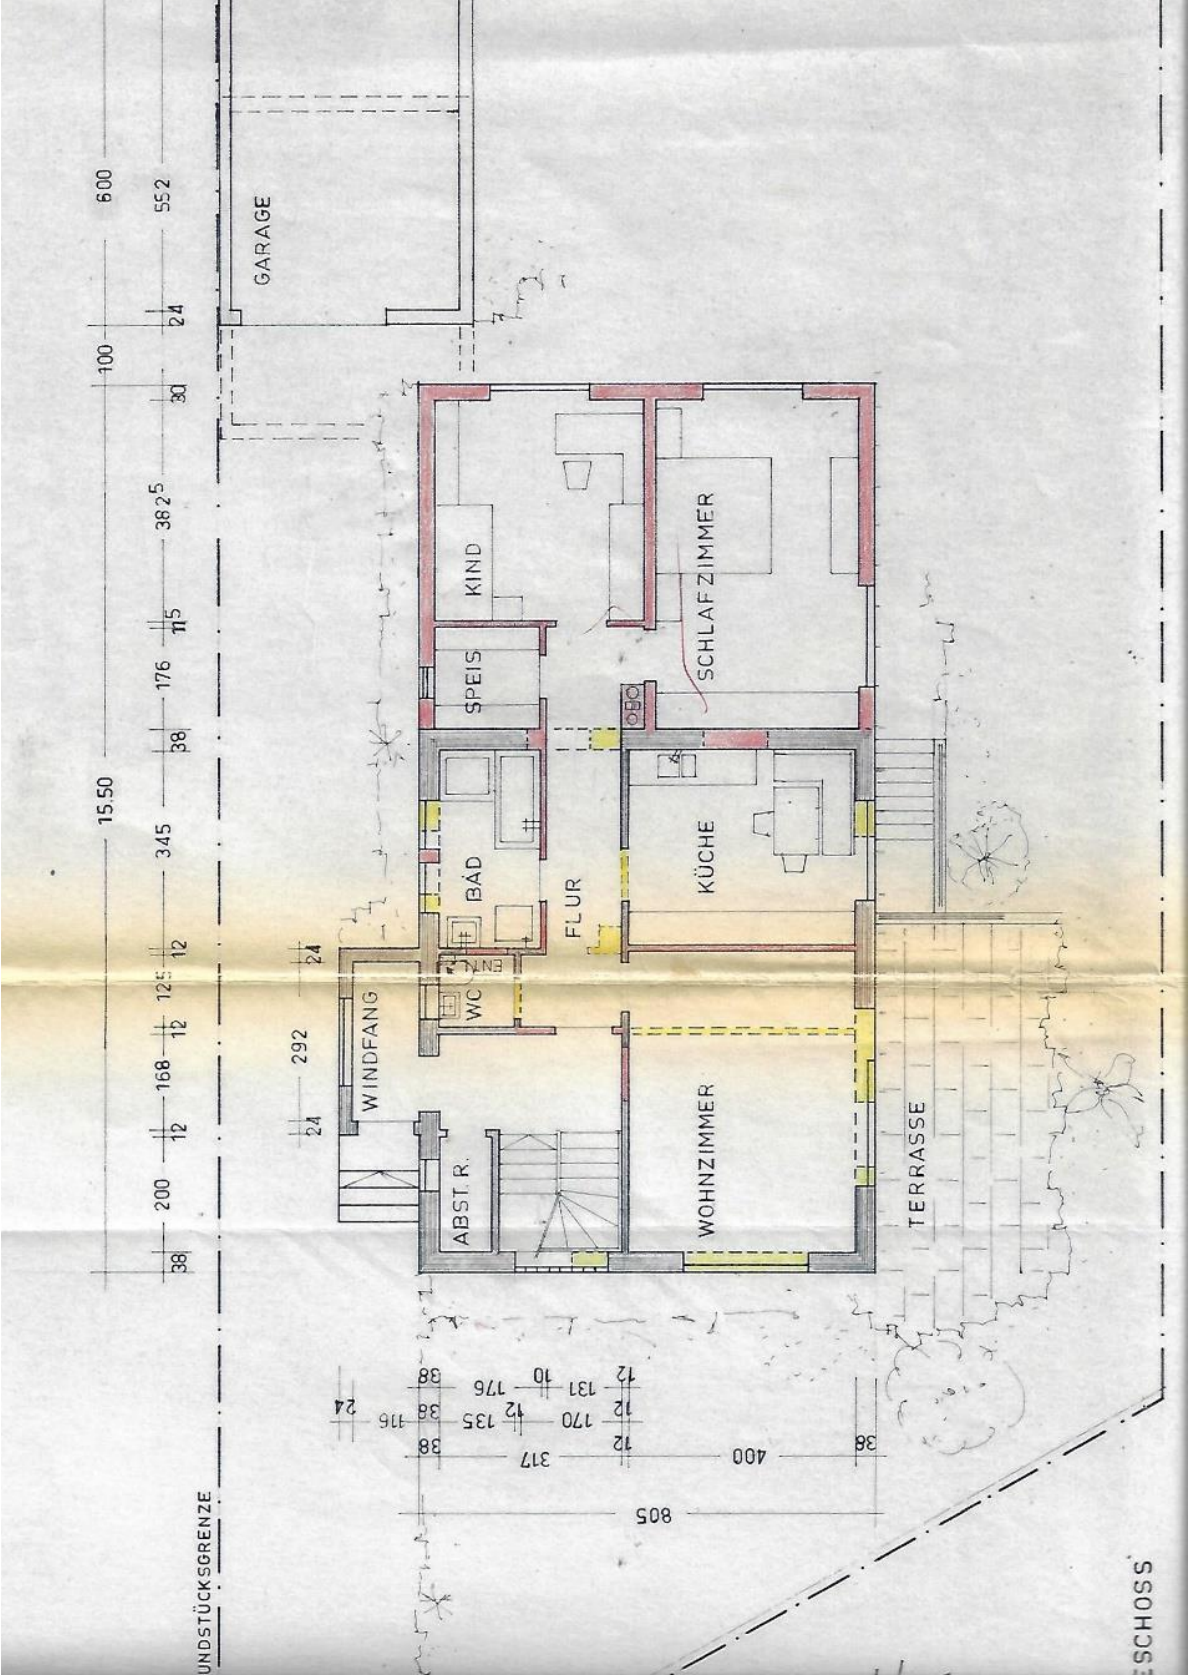 600
552
GARAGE
24
100
30
382⁵
11⁵
176
38
15.50
345
12
125
12
168
12
200
38
24
292
24
KIND
SCHLAFZIMMER
SPEIS
BAD
FLUR
KÜCHE
WC
ENT.
WINDFANG
ABST. R.
WOHNZIMMER
TERRASSE
38
176
10
131
12
24
116
38
135
12
170
12
38
317
12
400
38
805
UNDSTÜCKSGRENZE
ESCHOSS